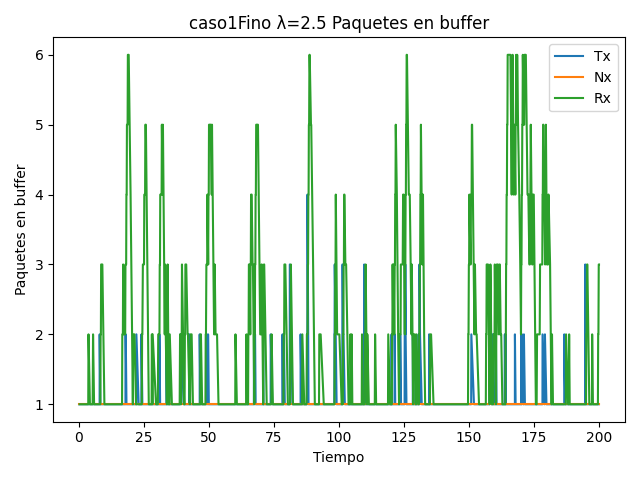 caso1Fino λ=2.5 Paquetes en buffer
Tx
Nx
Rx
Paquetes en buffer
6
5
4
3
2
1
0 25 50 75 100 125 150 175 200
Tiempo